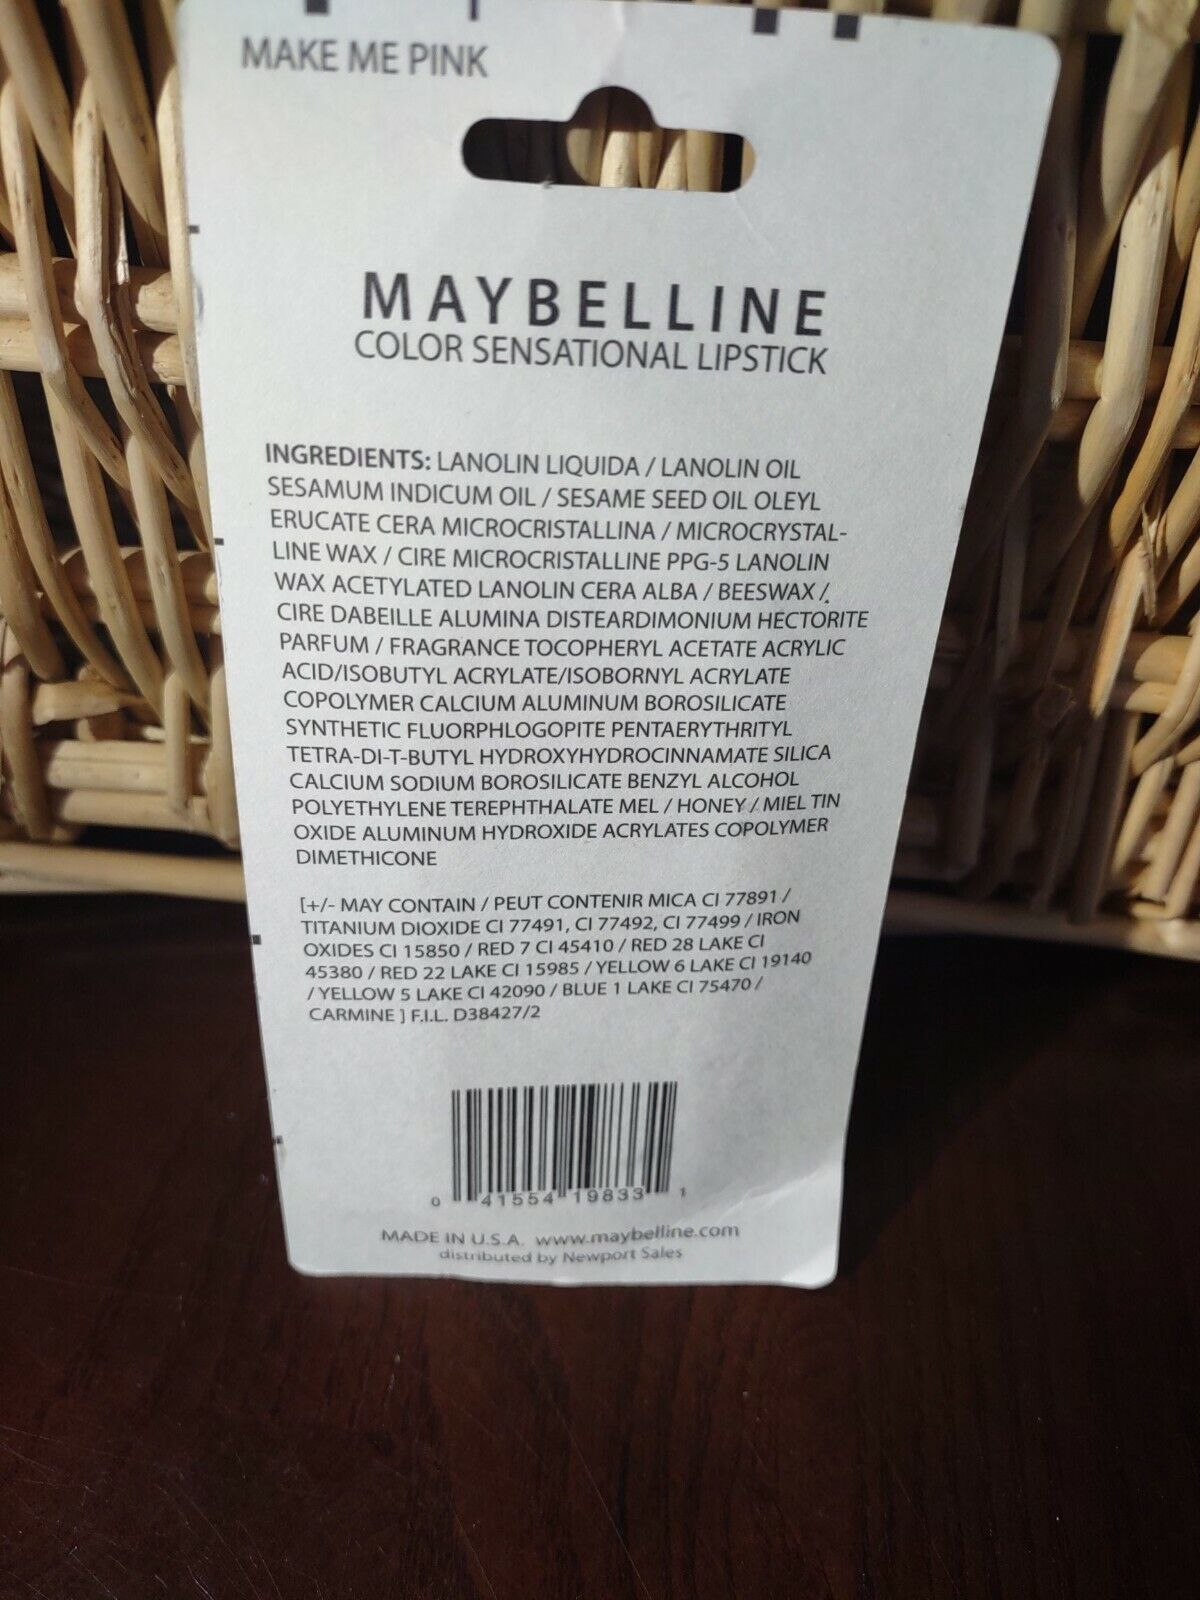 MAKE ME PINK
MAYBELLINE
COLOR SENSATIONAL LIPSTICK
INGREDIENTS: LANOLIN LIQUIDA / LANOLIN OIL
SESAMUM INDICUM OIL / SESAME SEED OIL OLEYL
ERUCATE CERA MICROCRISTALLINA / MICROCRYSTAL-
LINE WAX / CIRE MICROCRISTALLINE PPG-5 LANOLIN
WAX ACETYLATED LANOLIN CERA ALBA / BEESWAX /.
CIRE DABEILLE ALUMINA DISTEARDIMONIUM HECTORITE
PARFUM / FRAGRANCE TOCOPHERYL ACETATE ACRYLIC
ACID/ISOBUTYL ACRYLATE/ISOBORNYL ACRYLATE
COPOLYMER CALCIUM ALUMINUM BOROSILICATE
SYNTHETIC FLUORPHLOGOPITE PENTAERYTHRITYL
TETRA-DI-T-BUTYL HYDROXYHYDROCINNAMATE SILICA
CALCIUM SODIUM BOROSILICATE BENZYL ALCOHOL
POLYETHYLENE TEREPHTHALATE MEL / HONEY / MIEL TIN
OXIDE ALUMINUM HYDROXIDE ACRYLATES COPOLYMER
DIMETHICONE
[+/- MAY CONTAIN / PEUT CONTENIR MICA CI 77891 /
TITANIUM DIOXIDE CI 77491, CI 77492, CI 77499 / IRON
OXIDES CI 15850 / RED 7 CI 45410 / RED 28 LAKE CI
45380 / RED 22 LAKE CI 15985 / YELLOW 6 LAKE CI 19140
/ YELLOW 5 LAKE CI 42090 / BLUE 1 LAKE CI 75470 /
CARMINE ] F.I.L. D38427/2
0 41554 19833 1
MADE IN U.S.A. www.maybelline.com
distributed by Newport Sales